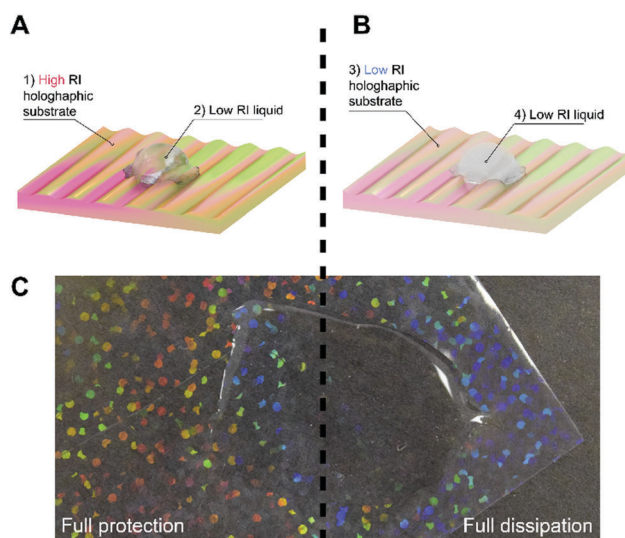 A
B
1) High RI
hologhaphic
substrate
2) Low RI liquid
3) Low RI
hologhaphic
substrate
4) Low RI liquid
C
Full protection
Full dissipation